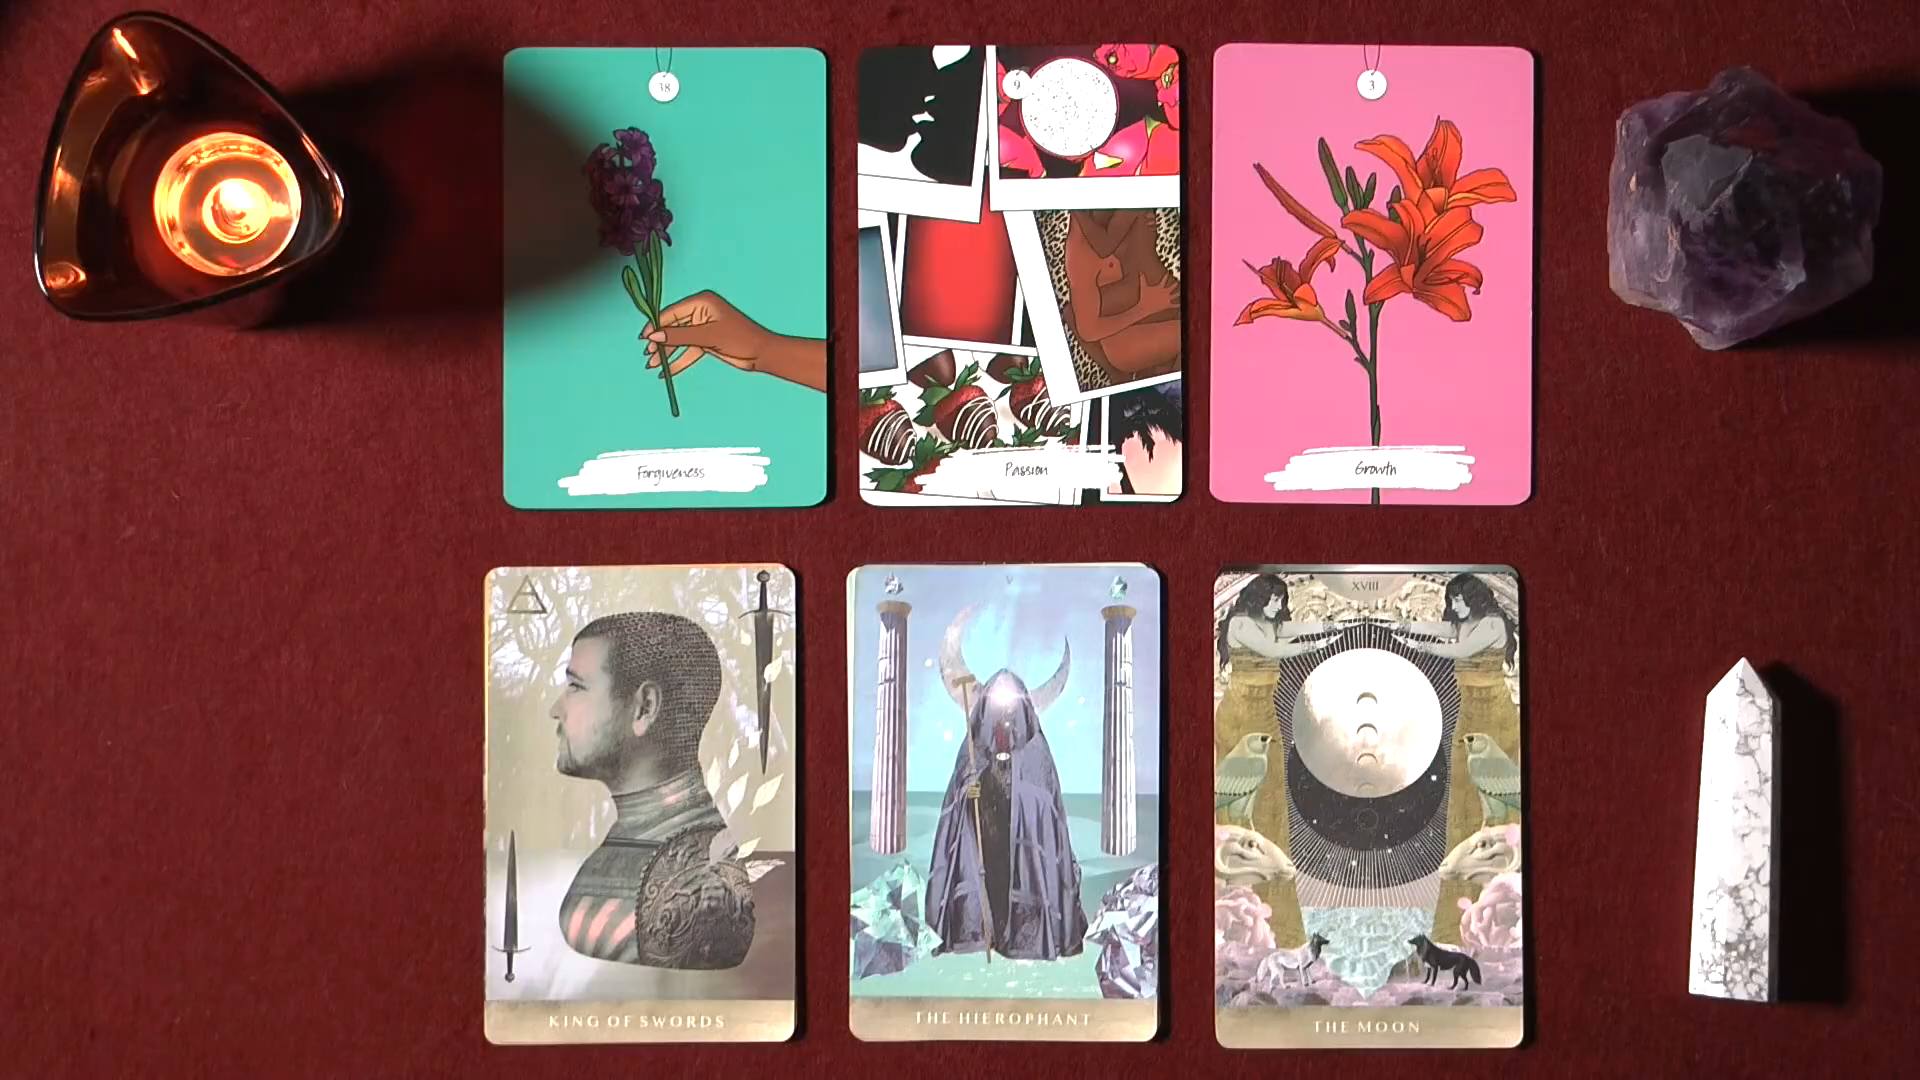 38
9
3
Forgiveness
Passion
Growth
V
XVIII
KING OF SWORDS
THE HIEROPHANT
THE MOON